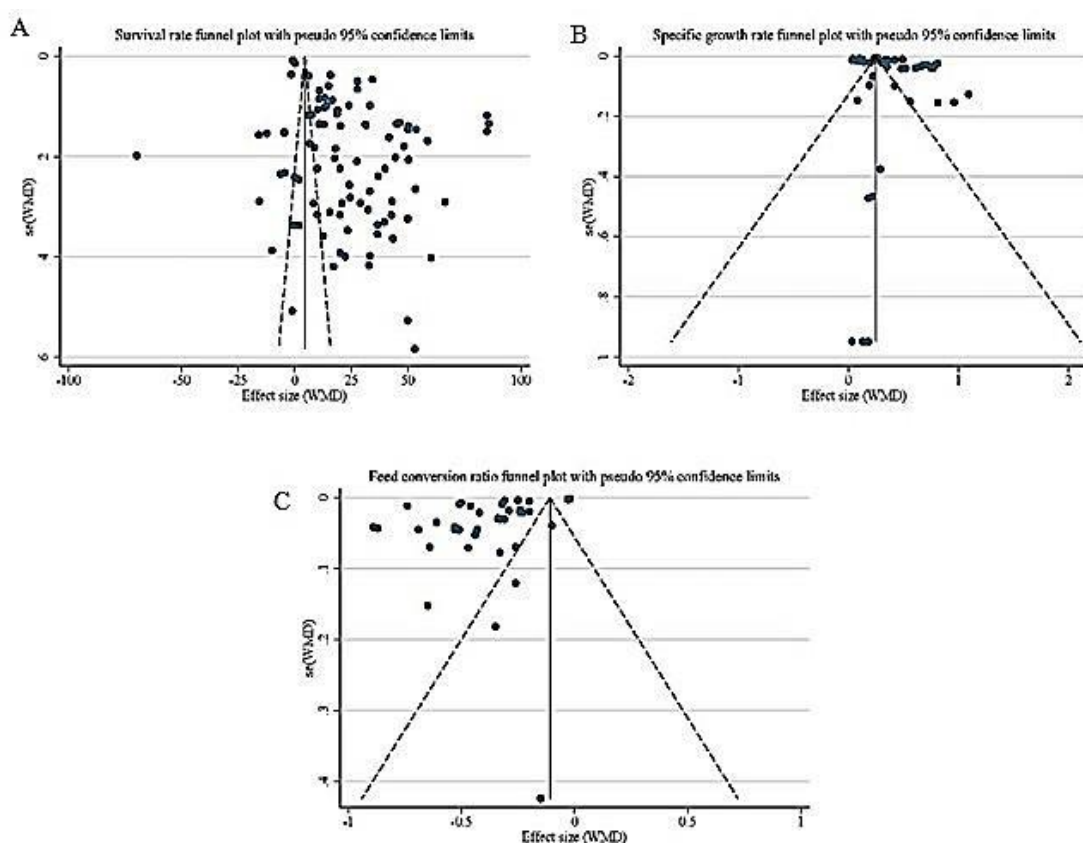 A
Survival rate funnel plot with pseudo 95% confidence limits
0
2
4
6
se(WMD)
-100
-50
0
25
50
100
Effect size (WMD)
B
Specific growth rate funnel plot with pseudo 95% confidence limits
0
.2
.4
.6
.8
1
se(WMD)
-2
-1
0
1
2
Effect size (WMD)
C
Feed conversion ratio funnel plot with pseudo 95% confidence limits
0
.1
.2
.3
.4
se(WMD)
-1
-0.5
0
0.5
1
Effect size (WMD)